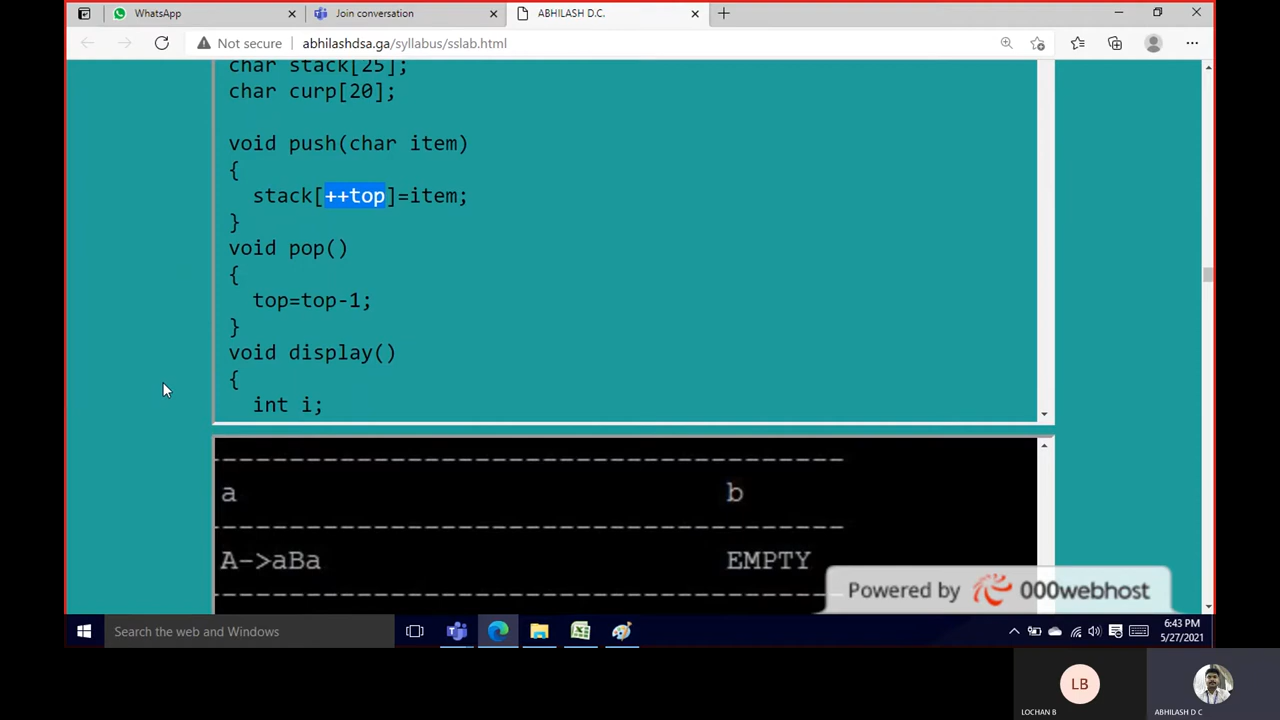 WhatsApp
Join conversation
ABHILASH D.C.
Not secure
abhilashdsa.ga/syllabus/sslab.html
char stack[25];
char curp[20];
void push(char item)
{
stack[++top]=item;
}
void pop()
{
top=top-1;
}
void display()
{
int i;
---------------------------------------
a b
---------------------------------------
A->aBa EMPTY
---------------------------------------
Powered by 000webhost
Search the web and Windows
6:43 PM
5/27/2021
LB
LOCHAN B
ABHILASH D C